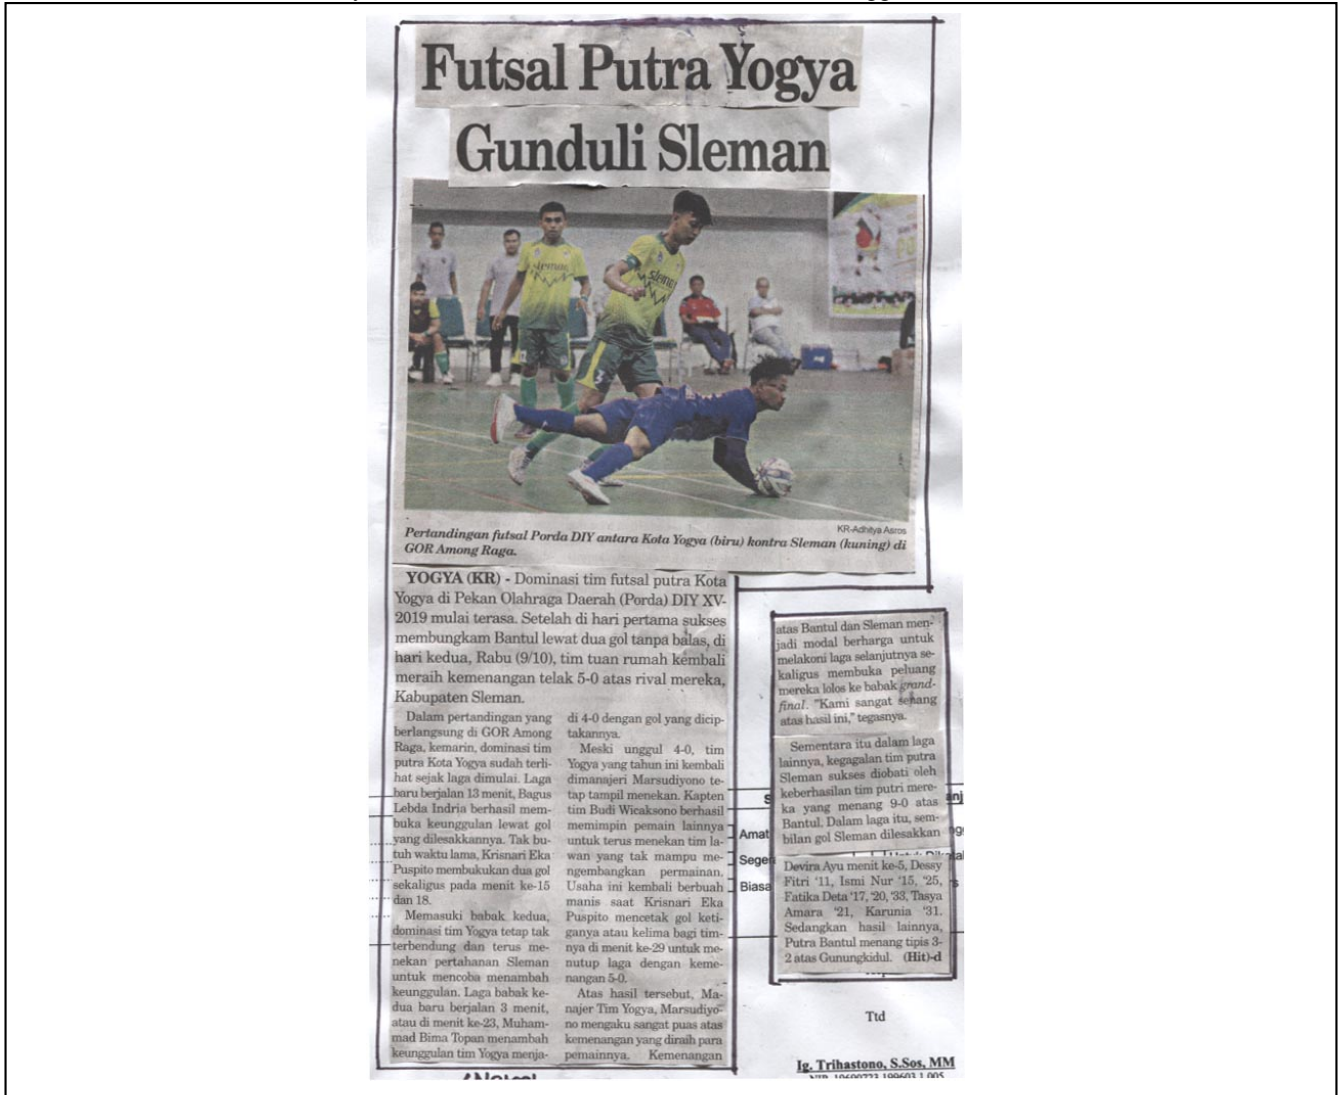 Futsal Putra Yogya
Gunduli Sleman
sleman
KR-Adhitya Asros
Pertandingan futsal Porda DIY antara Kota Yogya (biru) kontra Sleman (kuning) di
GOR Among Raga.
YOGYA (KR) - Dominasi tim futsal putra Kota
Yogya di Pekan Olahraga Daerah (Porda) DIY XV-
2019 mulai terasa. Setelah di hari pertama sukses
membungkam Bantul lewat dua gol tanpa balas, di
hari kedua, Rabu (9/10), tim tuan rumah kembali
meraih kemenangan telak 5-0 atas rival mereka,
Kabupaten Sleman.
Dalam pertandingan yang
berlangsung di GOR Among
Raga, kemarin, dominasi tim
putra Kota Yogya sudah terli-
hat sejak laga dimulai. Laga
baru berjalan 13 menit, Bagus
Lebda Indria berhasil mem-
buka keunggulan lewat gol
yang dilesakkannya. Tak bu-
tuh waktu lama, Krisnari Eka
Puspito membukukan dua gol
sekaligus pada menit ke-15
dan 18.
Memasuki babak kedua,
dominasi tim Yogya tetap tak
terbendung dan terus me-
nekan pertahanan Sleman
untuk mencoba menambah
keunggulan. Laga babak ke-
dua baru berjalan 3 menit,
atau di menit ke-23, Muham-
mad Bima Topan menambah
keunggulan tim Yogya menja-
di 4-0 dengan gol yang dicip-
takannya.
Meski unggul 4-0, tim
Yogya yang tahun ini kembali
dimanajeri Marsudiyono te-
tap tampil menekan. Kapten
tim Budi Wicaksono berhasil
memimpin pemain lainnya
untuk terus menekan tim la-
wan yang tak mampu me-
ngembangkan permainan.
Usaha ini kembali berbuah
manis saat Krisnari Eka
Puspito mencetak gol keti-
ganya atau kelima bagi tim-
nya di menit ke-29 untuk me-
nutup laga dengan keme-
nangan 5-0.
Atas hasil tersebut, Ma-
najer Tim Yogya, Marsudiyo-
no mengaku sangat puas atas
kemenangan yang diraih para
pemainnya. Kemenangan
atas Bantul dan Sleman men-
jadi modal berharga untuk
melakoni laga selanjutnya se-
kaligus membuka peluang
mereka lolos ke babak grand-
final. "Kami sangat senang
atas hasil ini," tegasnya.
Sementara itu dalam laga
lainnya, kegagalan tim putra
Sleman sukses diobati oleh
keberhasilan tim putri mere-
ka yang menang 9-0 atas
Bantul. Dalam laga itu, sem-
bilan gol Sleman dilesakkan
Devira Ayu menit ke-5, Dessy
Fitri '11, Ismi Nur '15, '25,
Fatika Deta '17, '20, '33, Tasya
Amara '21, Karunia '31.
Sedangkan hasil lainnya,
Putra Bantul menang tipis 3-
2 atas Gunungkidul. (Hit)-d
Amat
Seger
Biasa
Ttd
Ig. Trihastono, S.Sos, MM